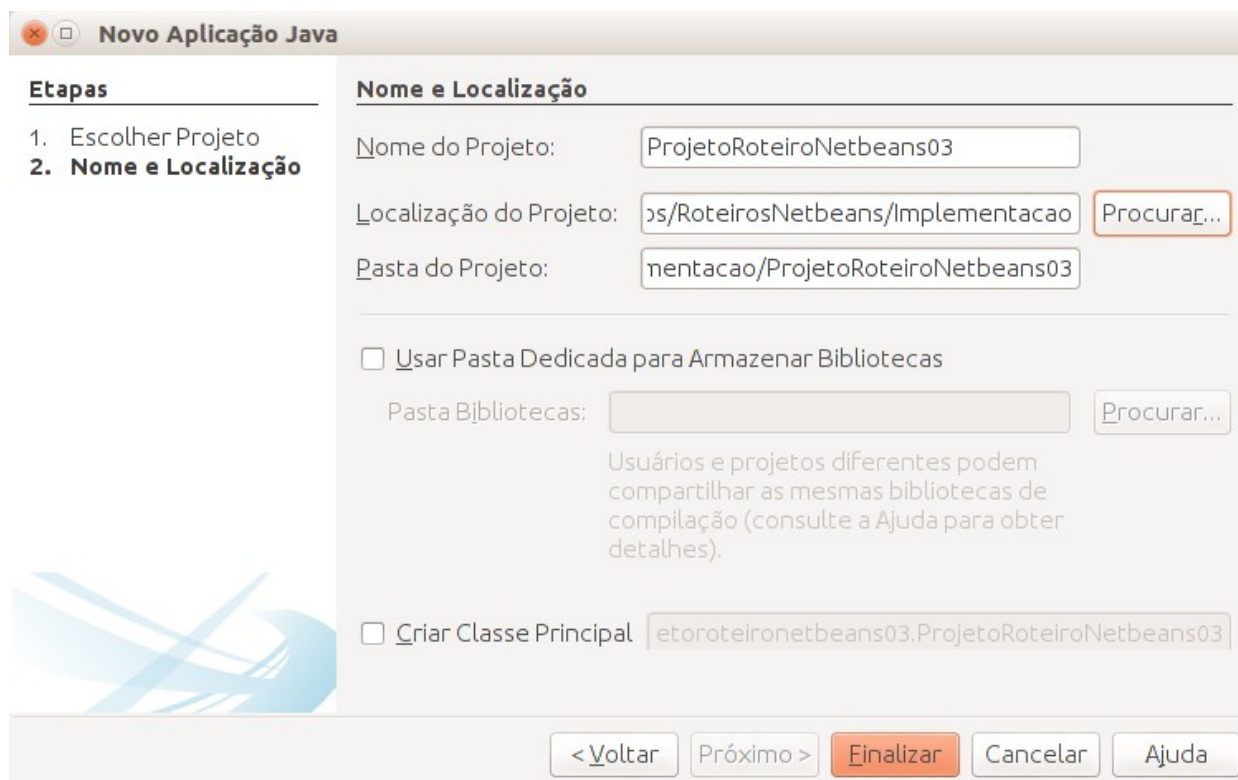 Novo Aplicação Java
Etapas
1. Escolher Projeto
2. Nome e Localização
Nome e Localização
Nome do Projeto: ProjetoRoteiroNetbeans03
Localização do Projeto: os/RoteirosNetbeans/Implementacao Procurar...
Pasta do Projeto: mentacao/ProjetoRoteiroNetbeans03
Usar Pasta Dedicada para Armazenar Bibliotecas
Pasta Bibliotecas: Procurar...
Usuários e projetos diferentes podem
compartilhar as mesmas bibliotecas de
compilação (consulte a Ajuda para obter
detalhes).
Criar Classe Principal etoroteironetbeans03.ProjetoRoteiroNetbeans03
< Voltar Próximo > Finalizar Cancelar Ajuda